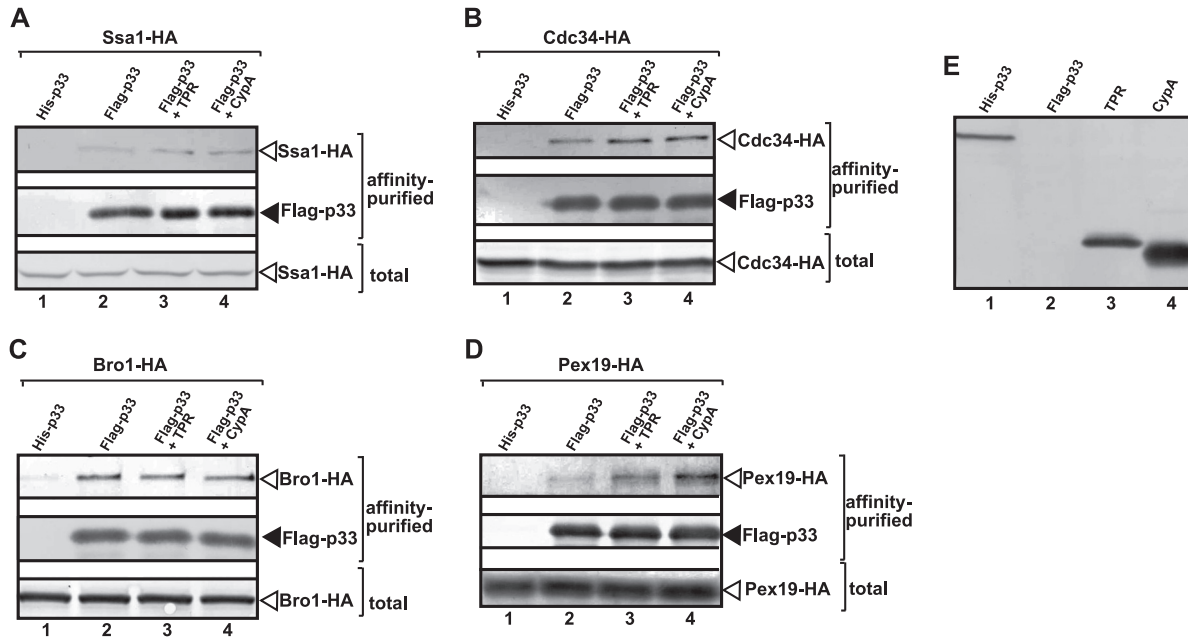 A
Ssa1-HA
His-p33
Flag-p33
Flag-p33
+ TPR
Flag-p33
+ CypA
Ssa1-HA
Flag-p33
affinity-
purified
Ssa1-HA
total
1 2 3 4
B
Cdc34-HA
His-p33
Flag-p33
Flag-p33
+ TPR
Flag-p33
+ CypA
Cdc34-HA
Flag-p33
affinity-
purified
Cdc34-HA
total
1 2 3 4
E
His-p33
Flag-p33
TPR
CypA
1 2 3 4
C
Bro1-HA
His-p33
Flag-p33
Flag-p33
+ TPR
Flag-p33
+ CypA
Bro1-HA
Flag-p33
affinity-
purified
Bro1-HA
total
1 2 3 4
D
Pex19-HA
His-p33
Flag-p33
Flag-p33
+ TPR
Flag-p33
+ CypA
Pex19-HA
Flag-p33
affinity-
purified
Pex19-HA
total
1 2 3 4